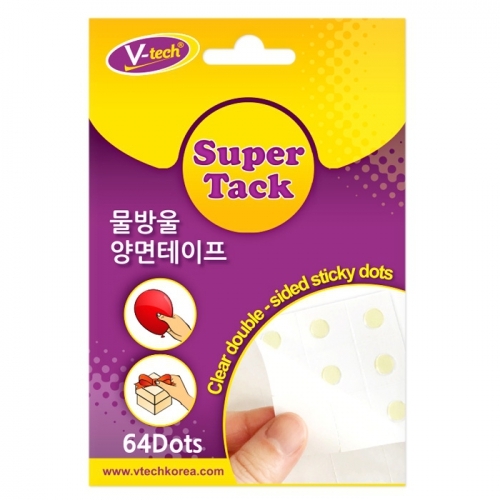 V-tech®
Super
Tack
물방울
양면테이프
Clear double - sided sticky dots
64Dots
www.vtechkorea.com